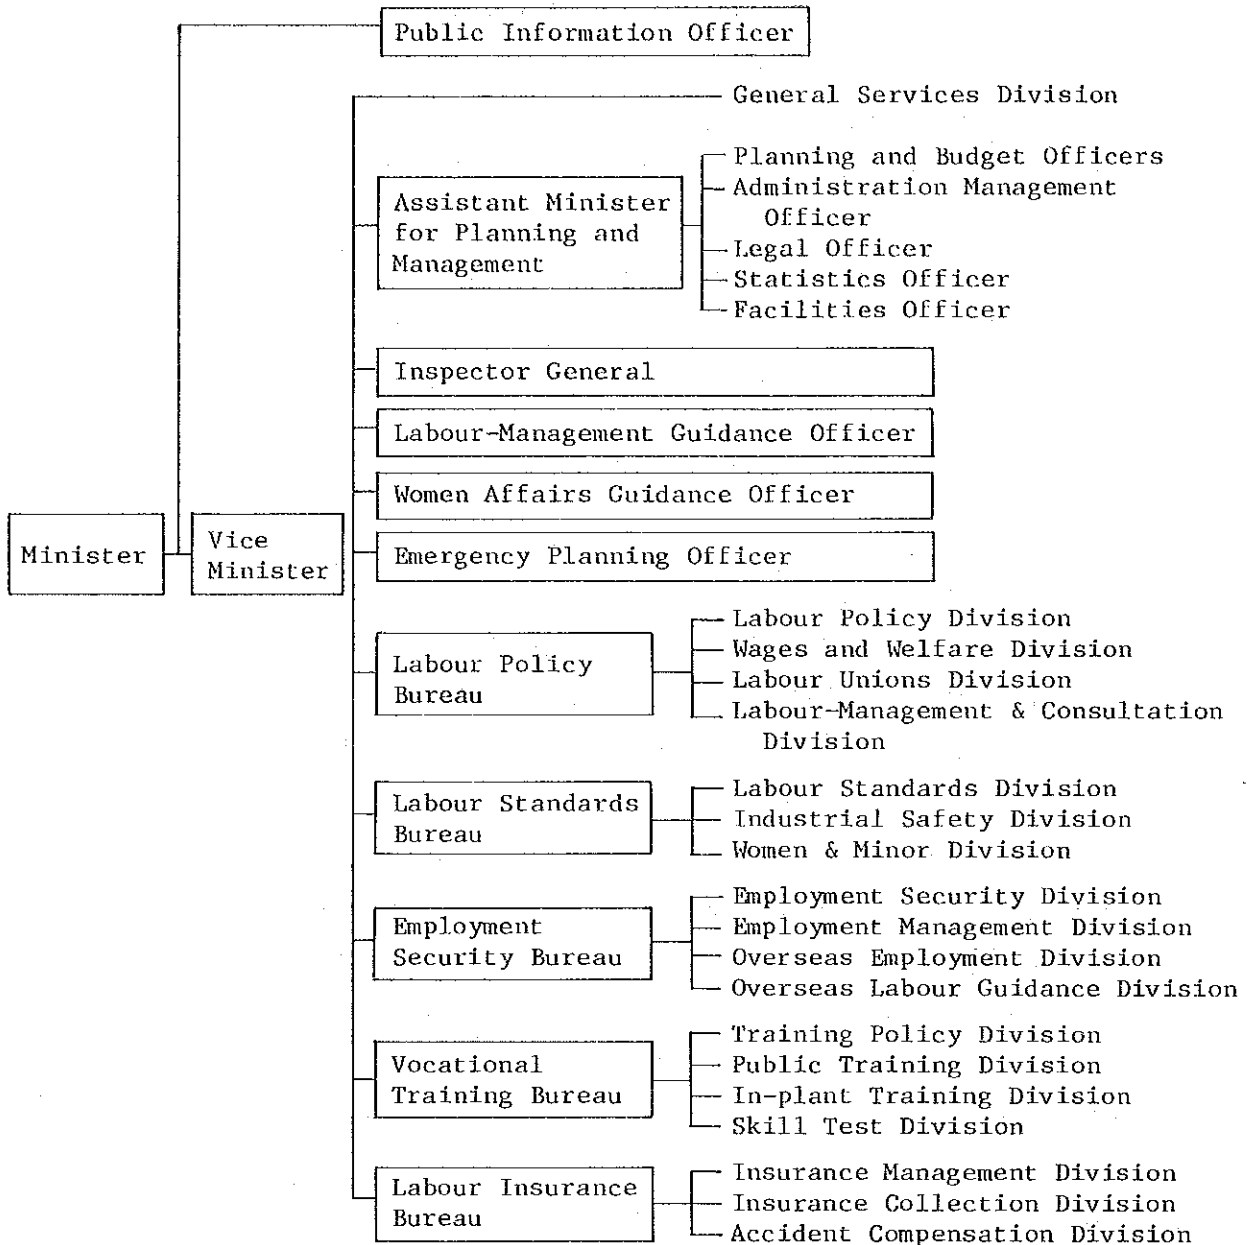 Public Information Officer
General Services Division
Assistant Minister
for Planning and
Management
Planning and Budget Officers
Administration Management
Officer
Legal Officer
Statistics Officer
Facilities Officer
Inspector General
Labour-Management Guidance Officer
Women Affairs Guidance Officer
Minister
Vice
Minister
Emergency Planning Officer
Labour Policy
Bureau
Labour Policy Division
Wages and Welfare Division
Labour Unions Division
Labour-Management & Consultation
Division
Labour Standards
Bureau
Labour Standards Division
Industrial Safety Division
Women & Minor Division
Employment
Security Bureau
Employment Security Division
Employment Management Division
Overseas Employment Division
Overseas Labour Guidance Division
Vocational
Training Bureau
Training Policy Division
Public Training Division
In-plant Training Division
Skill Test Division
Labour Insurance
Bureau
Insurance Management Division
Insurance Collection Division
Accident Compensation Division